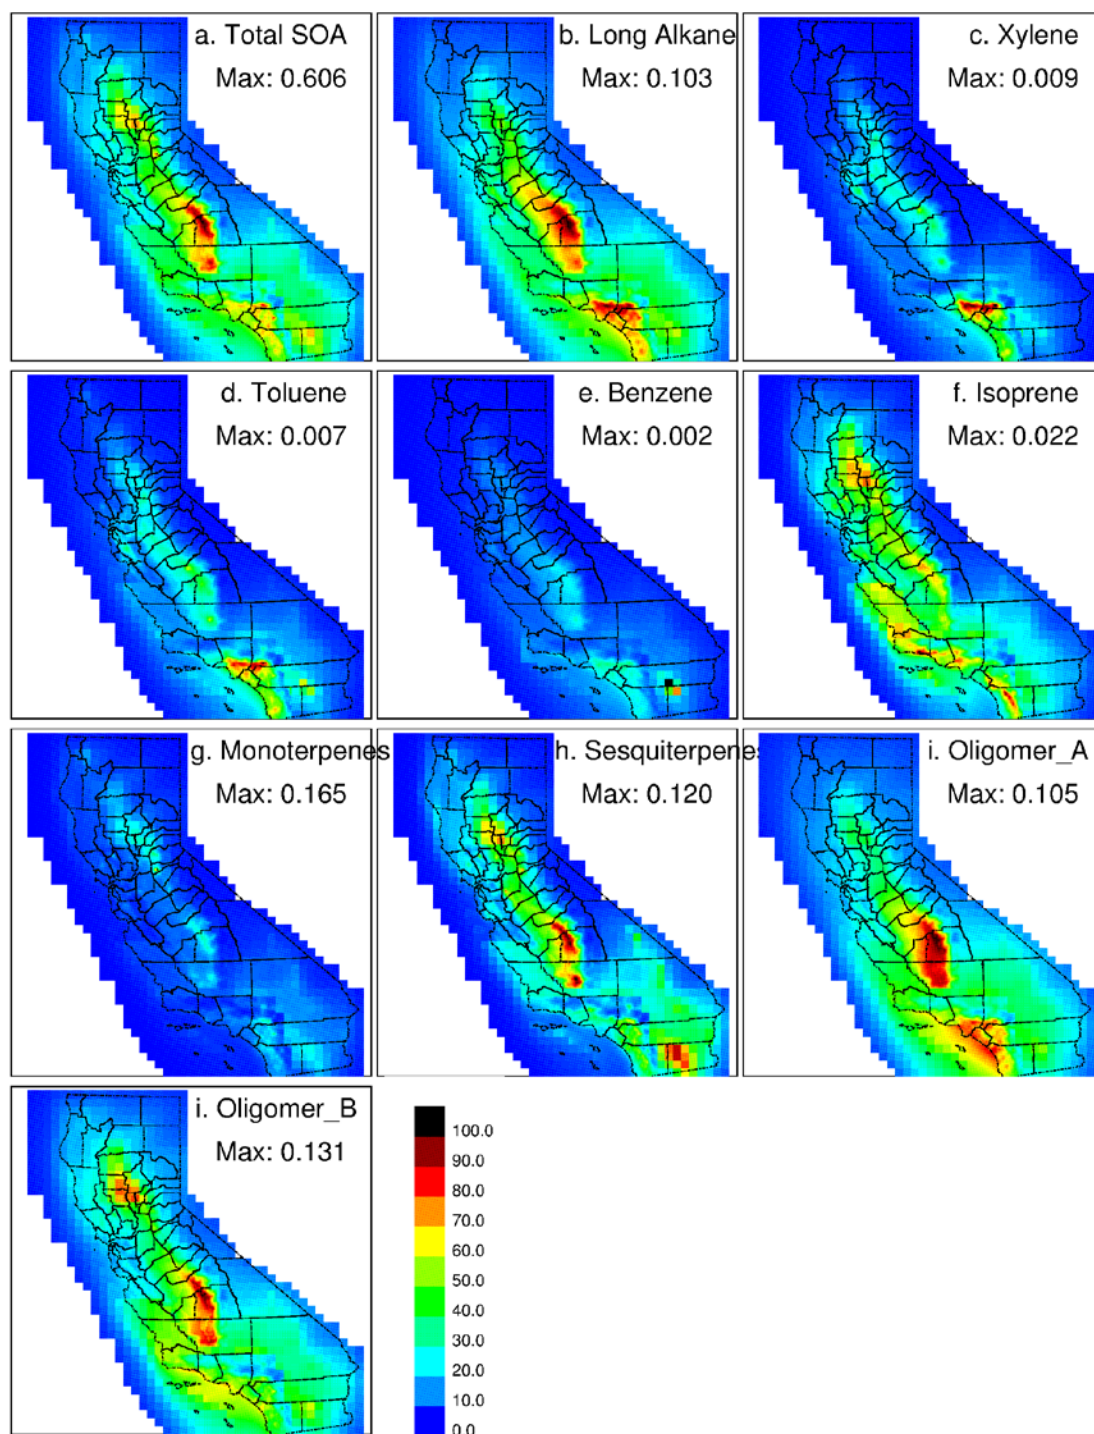 a. Total SOA
Max: 0.606
b. Long Alkane
Max: 0.103
c. Xylene
Max: 0.009
d. Toluene
Max: 0.007
e. Benzene
Max: 0.002
f. Isoprene
Max: 0.022
g. Monoterpenes
Max: 0.165
h. Sesquiterpenes
Max: 0.120
i. Oligomer_A
Max: 0.105
i. Oligomer_B
Max: 0.131
100.0
90.0
80.0
70.0
60.0
50.0
40.0
30.0
20.0
10.0
0.0